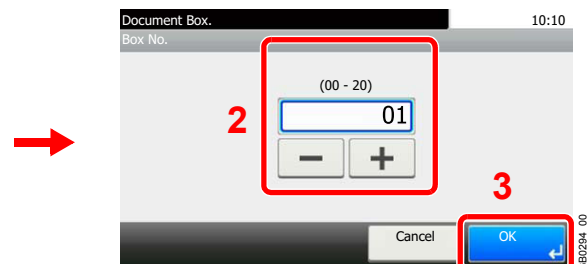 Document Box.
10:10
Box No.
(00 - 20)
2
01
− +
3
Cancel
OK
B0294_00